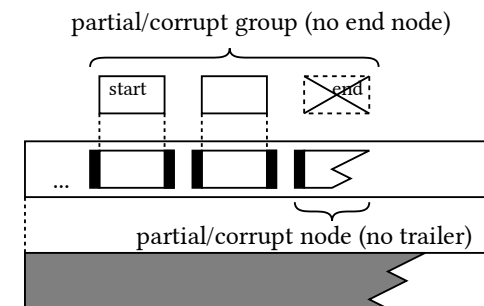 partial/corrupt group (no end node)
start
end
...
partial/corrupt node (no trailer)